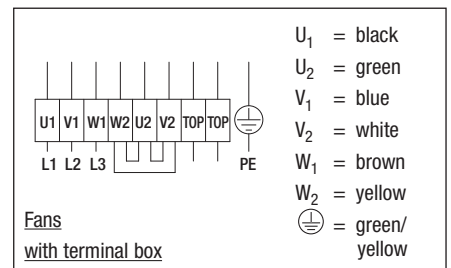 U1 V1 W1 W2 U2 V2 TOP TOP
L1 L2 L3 PE
Fans
with terminal box
U₁ = black
U₂ = green
V₁ = blue
V₂ = white
W₁ = brown
W₂ = yellow
= green/
yellow